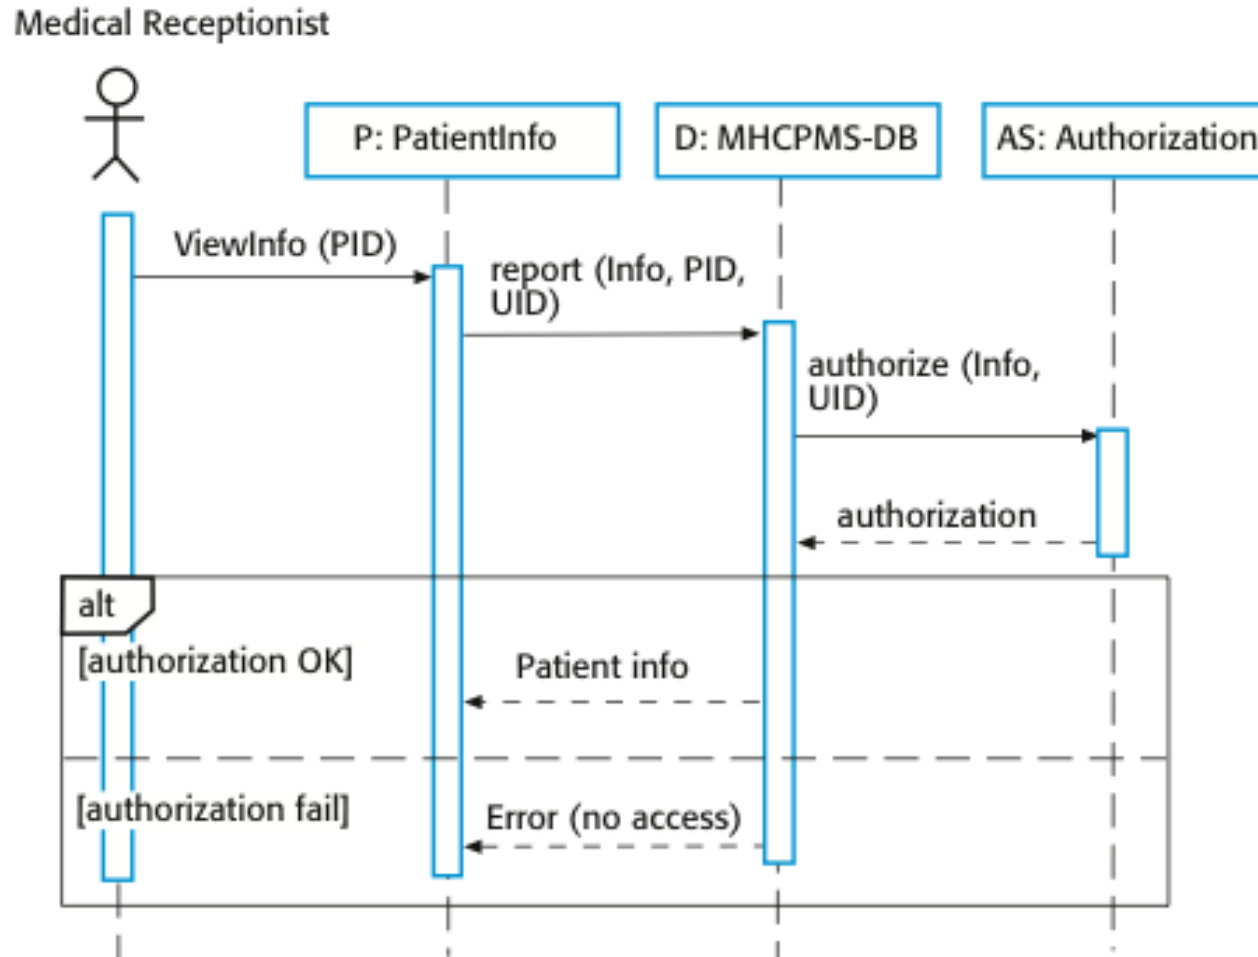 Medical Receptionist
P: PatientInfo
D: MHCPMS-DB
AS: Authorization
ViewInfo (PID)
report (Info, PID,
UID)
authorize (Info,
UID)
authorization
alt
[authorization OK]
Patient info
[authorization fail]
Error (no access)